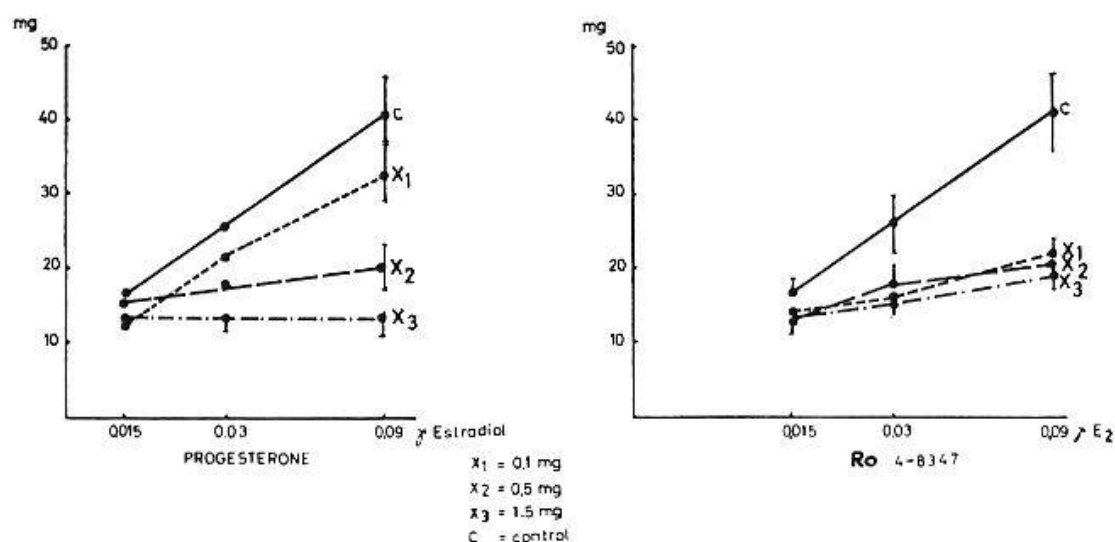 mg
50
40
30
20
10
C
X1
X2
X3
0,015 0.03 0.09 γ Estradiol
PROGESTERONE
mg
50
40
30
20
10
C
X1
X2
X3
0,015 0.03 0,09 γ E2
Ro 4-8347
X1 = 0.1 mg
X2 = 0,5 mg
X3 = 1.5 mg
C = control